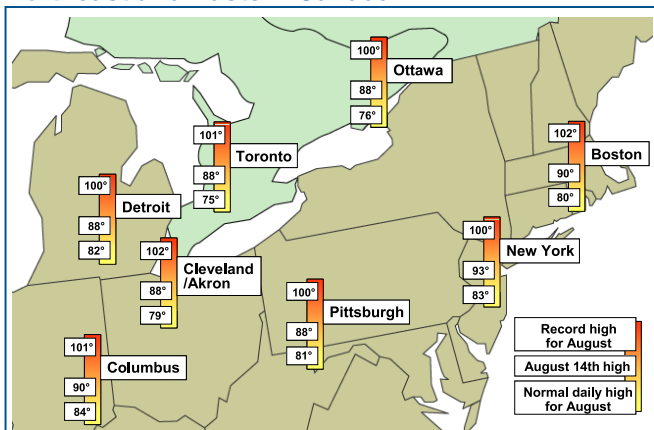 100°
Ottawa
88°
76°
101°
Toronto
88°
75°
102°
Boston
90°
80°
100°
Detroit
88°
82°
102°
Cleveland
/Akron
88°
79°
100°
New York
93°
83°
100°
Pittsburgh
88°
81°
101°
Columbus
90°
84°
Record high
for August
August 14th high
Normal daily high
for August